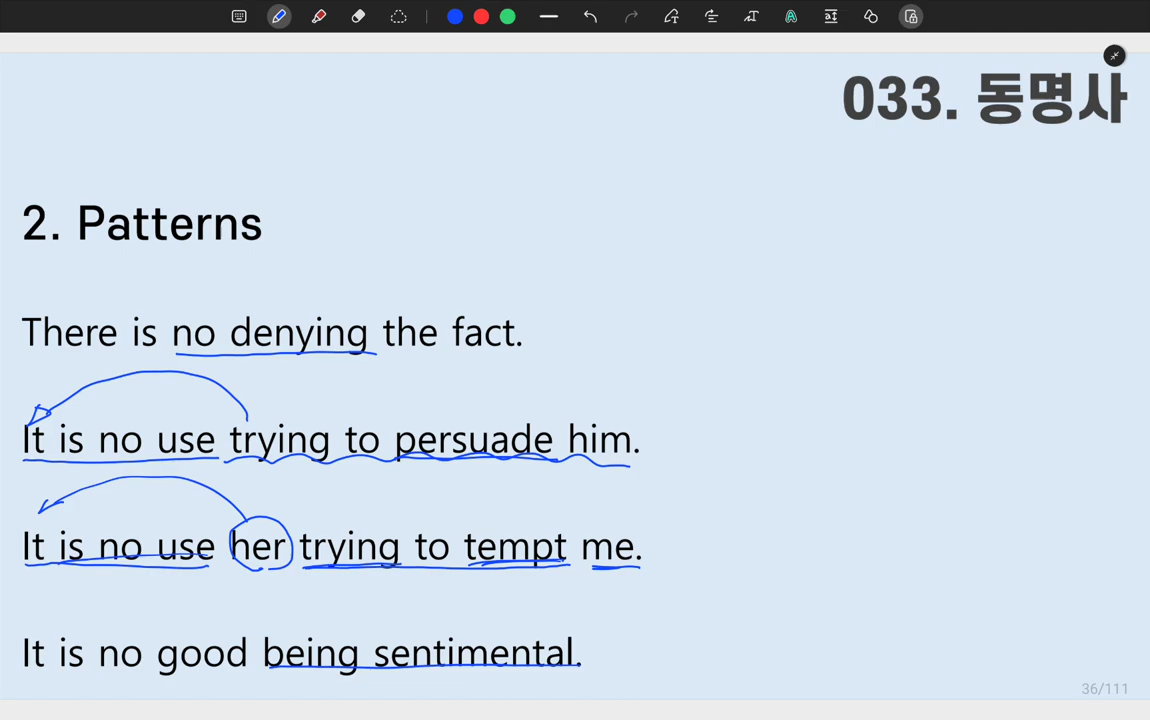 033. 동명사
2. Patterns
There is no denying the fact.
It is no use trying to persuade him.
It is no use her trying to tempt me.
It is no good being sentimental.
36/111